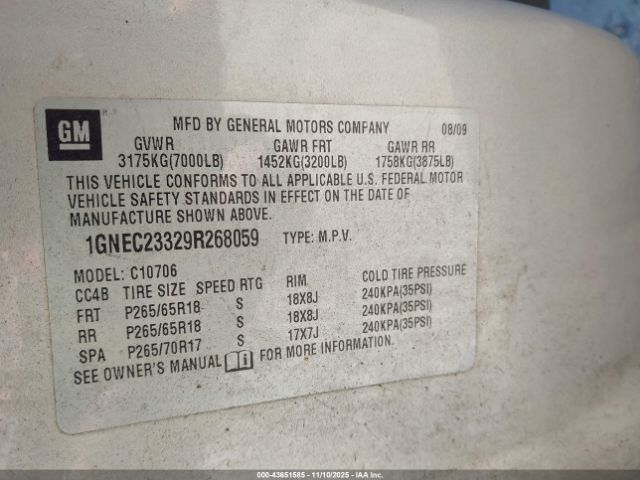 GM
MFD BY GENERAL MOTORS COMPANY 08/09
GVWR GAWR FRT GAWR RR
3175KG(7000LB) 1452KG(3200LB) 1758KG(3875LB)
THIS VEHICLE CONFORMS TO ALL APPLICABLE U.S. FEDERAL MOTOR
VEHICLE SAFETY STANDARDS IN EFFECT ON THE DATE OF
MANUFACTURE SHOWN ABOVE.
1GNEC23329R268059 TYPE: M.P.V.
MODEL: C10706
CC4B TIRE SIZE SPEED RTG RIM COLD TIRE PRESSURE
FRT P265/65R18 S 18X8J 240KPA(35PSI)
RR P265/65R18 S 18X8J 240KPA(35PSI)
SPA P265/70R17 S 17X7J 240KPA(35PSI)
SEE OWNER'S MANUAL FOR MORE INFORMATION.
000-43651585 - 11/10/2025 - IAA Inc.